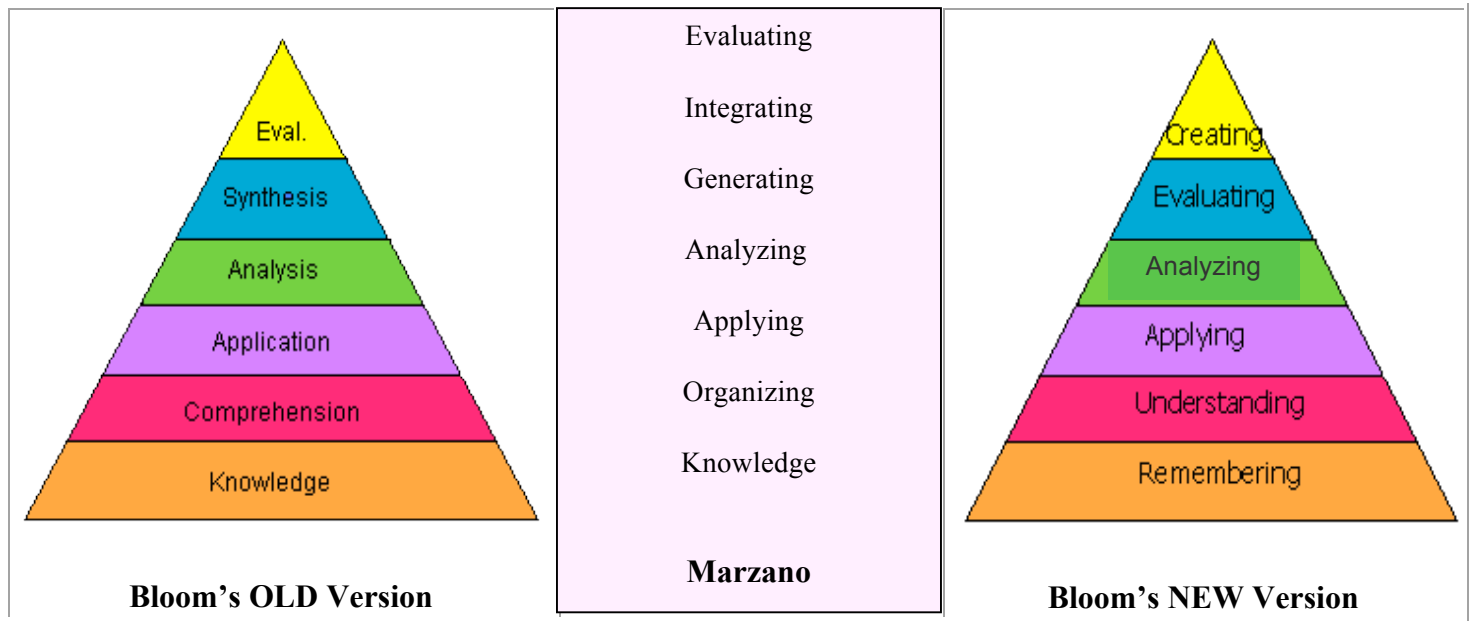 Eval.
Synthesis
Analysis
Application
Comprehension
Knowledge
Bloom’s OLD Version
Evaluating
Integrating
Generating
Analyzing
Applying
Organizing
Knowledge
Marzano
Creating
Evaluating
Analyzing
Applying
Understanding
Remembering
Bloom’s NEW Version